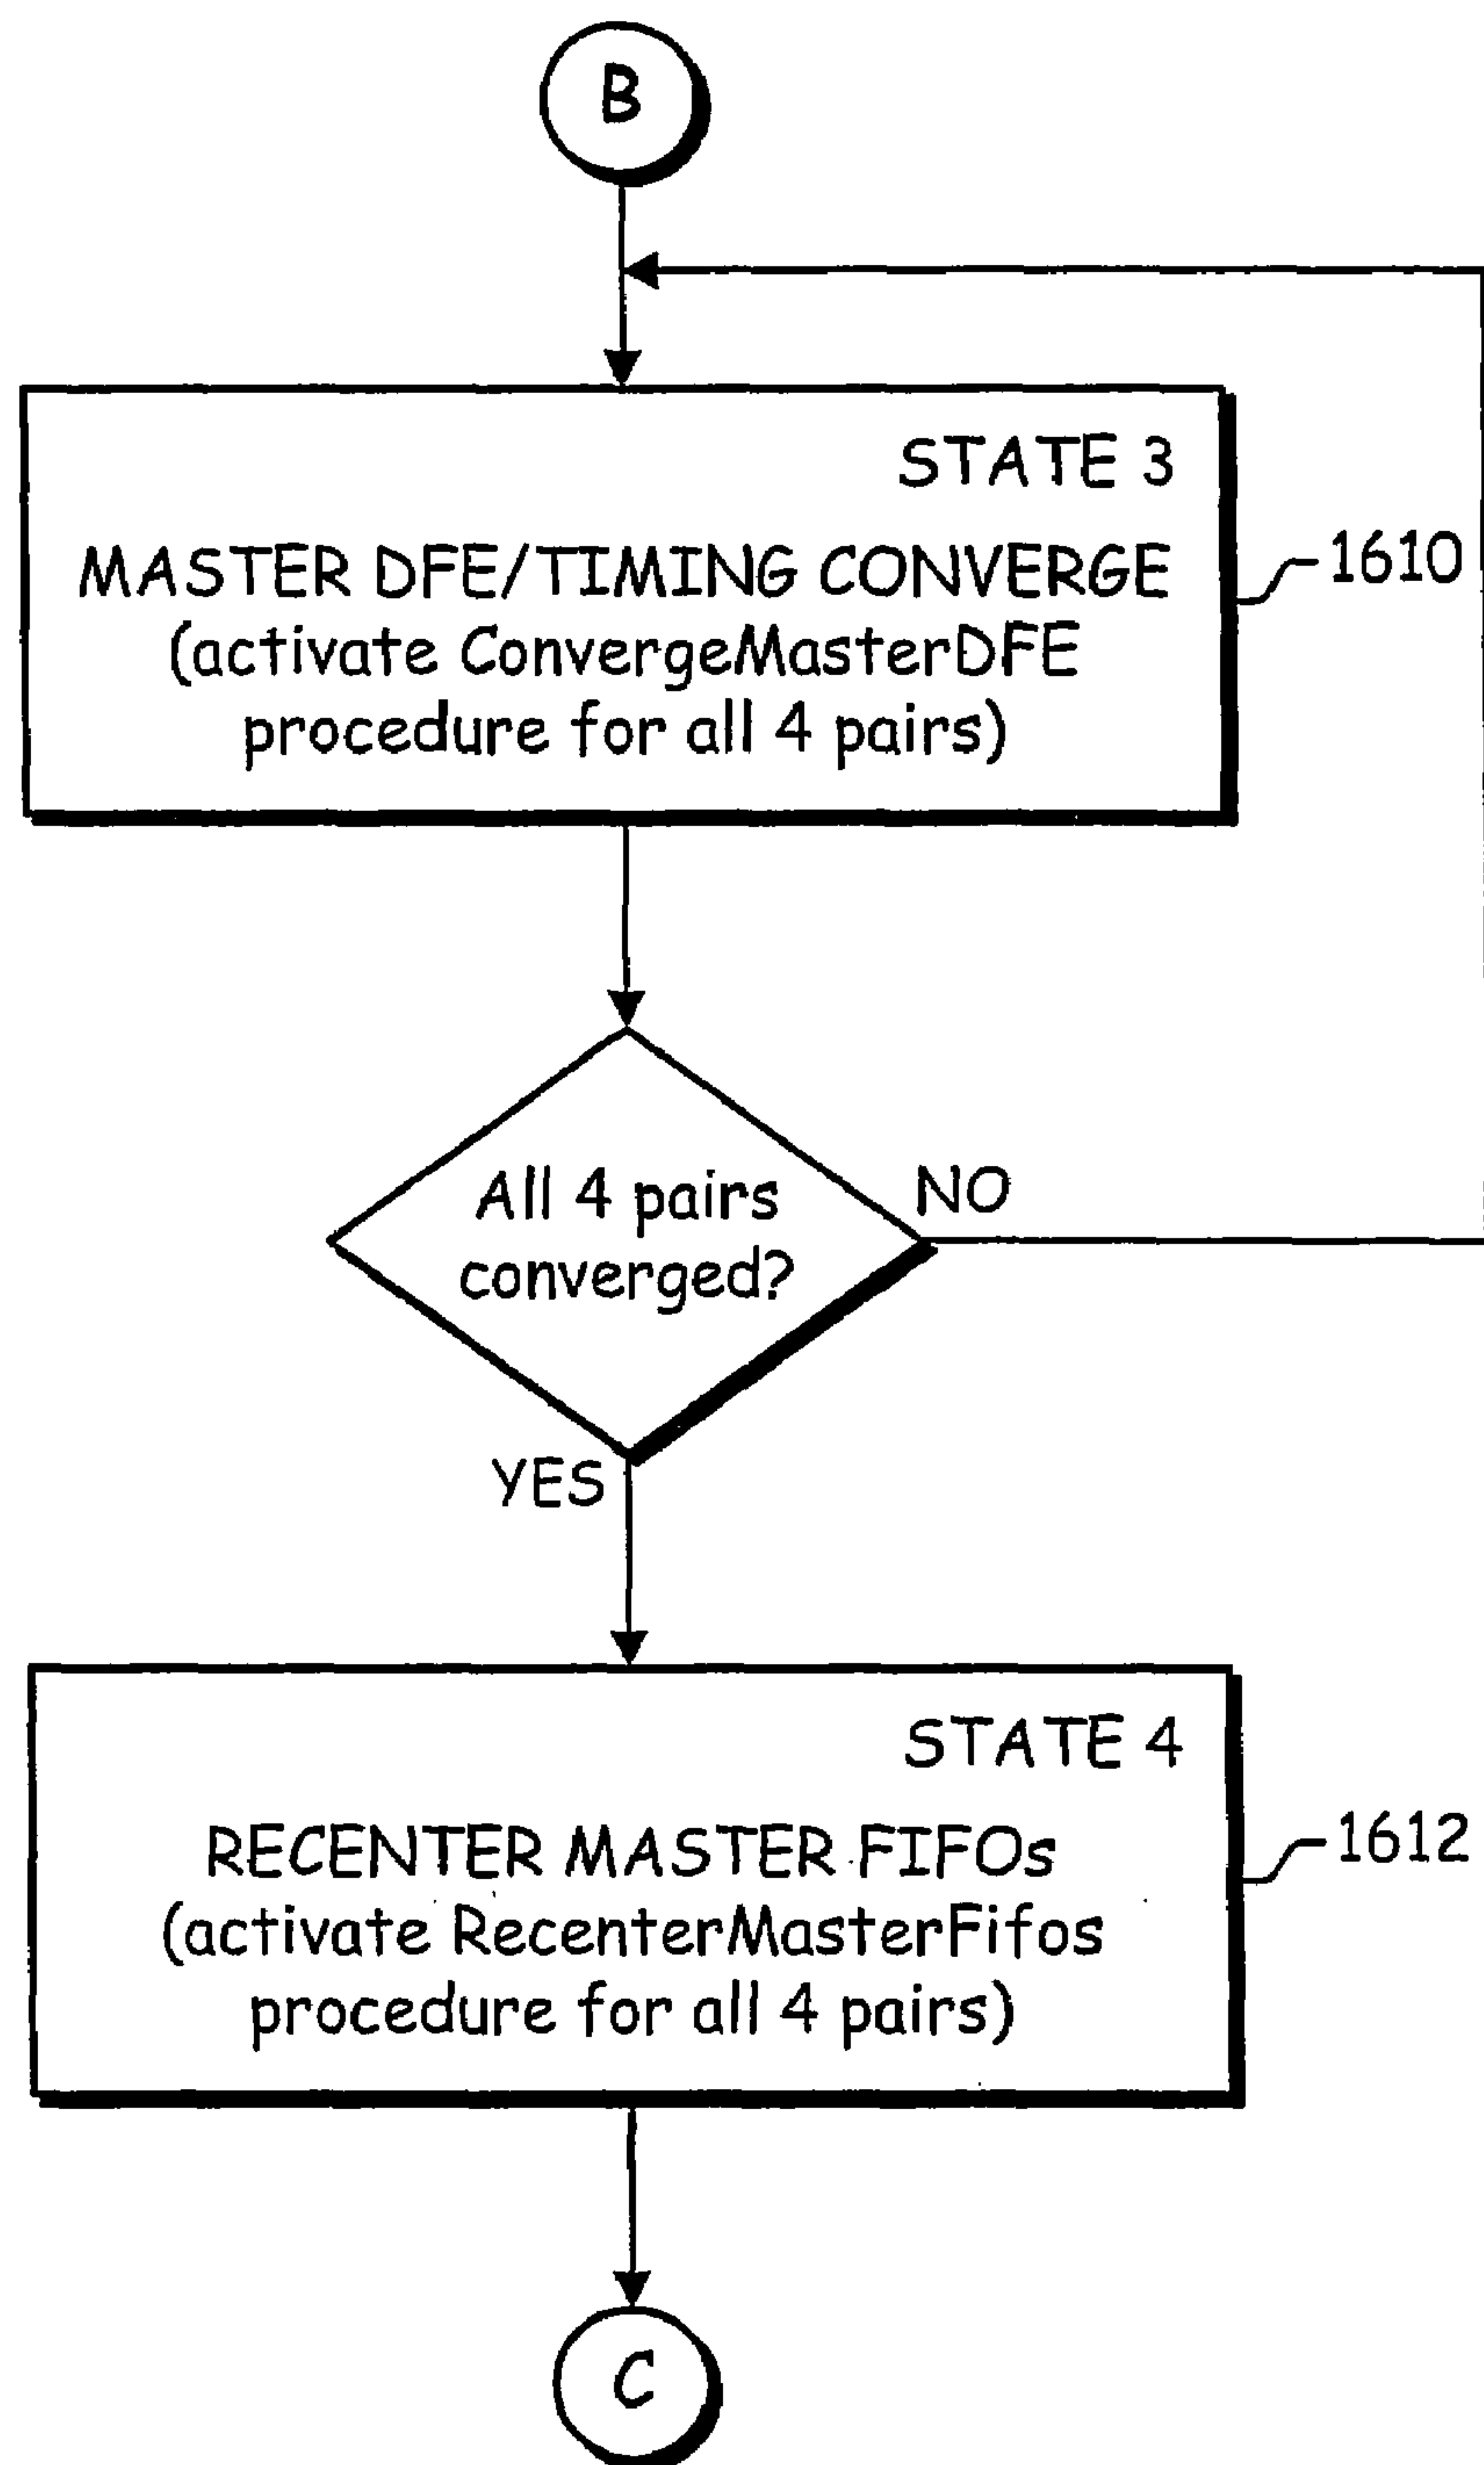 B
STATE 3
MASTER DFE/TIMING CONVERGE
(activate ConvergeMasterDFE
procedure for all 4 pairs)
1610
All 4 pairs
converged?
NO
YES
STATE 4
RECENTER MASTER FIFOs
(activate RecenterMasterFifos
procedure for all 4 pairs)
1612
C